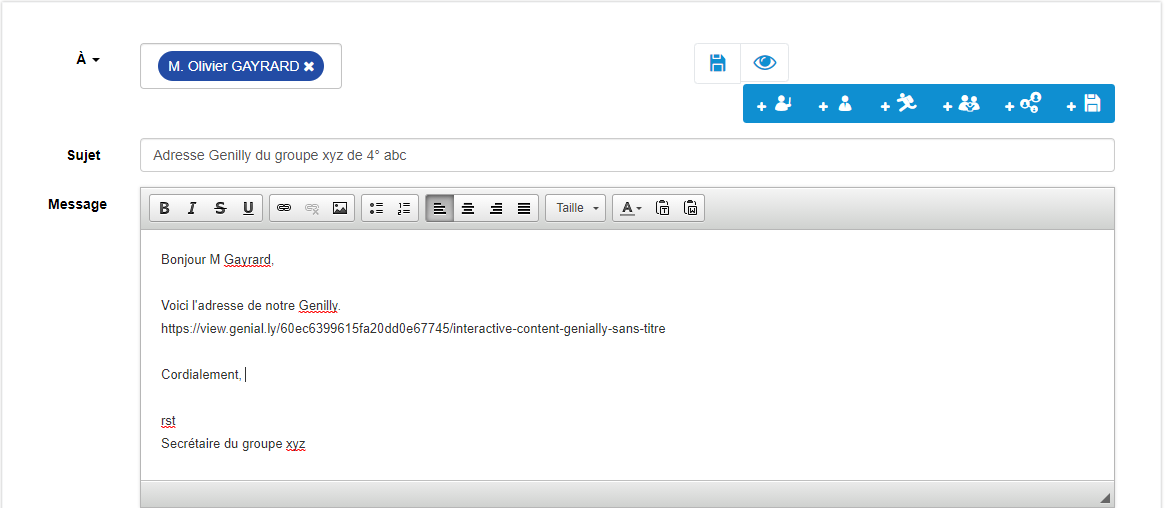 À
M. Olivier GAYRARD ✖
+ + + + + +
Sujet
Adresse Genilly du groupe xyz de 4° abc
Message
B I S U
Taille
A
Bonjour M Gayrard,
Voici l'adresse de notre Genilly.
https://view.genial.ly/60ec6399615fa20dd0e67745/interactive-content-genially-sans-titre
Cordialement,
rst
Secrétaire du groupe xyz